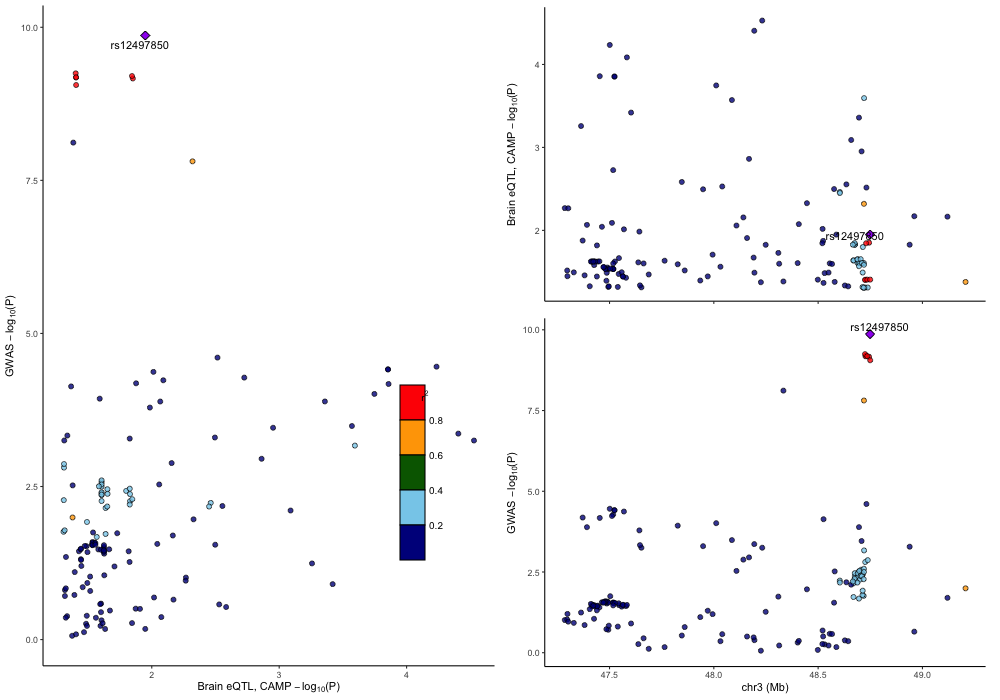 10.0
7.5
5.0
2.5
0.0
GWAS −log10(P)
rs12497850
r2
0.8
0.6
0.4
0.2
2
3
4
Brain eQTL, CAMP −log10(P)
4
3
2
Brain eQTL, CAMP −log10(P)
rs12497850
10.0
7.5
5.0
2.5
0.0
GWAS −log10(P)
rs12497850
47.5
48.0
48.5
49.0
chr3 (Mb)